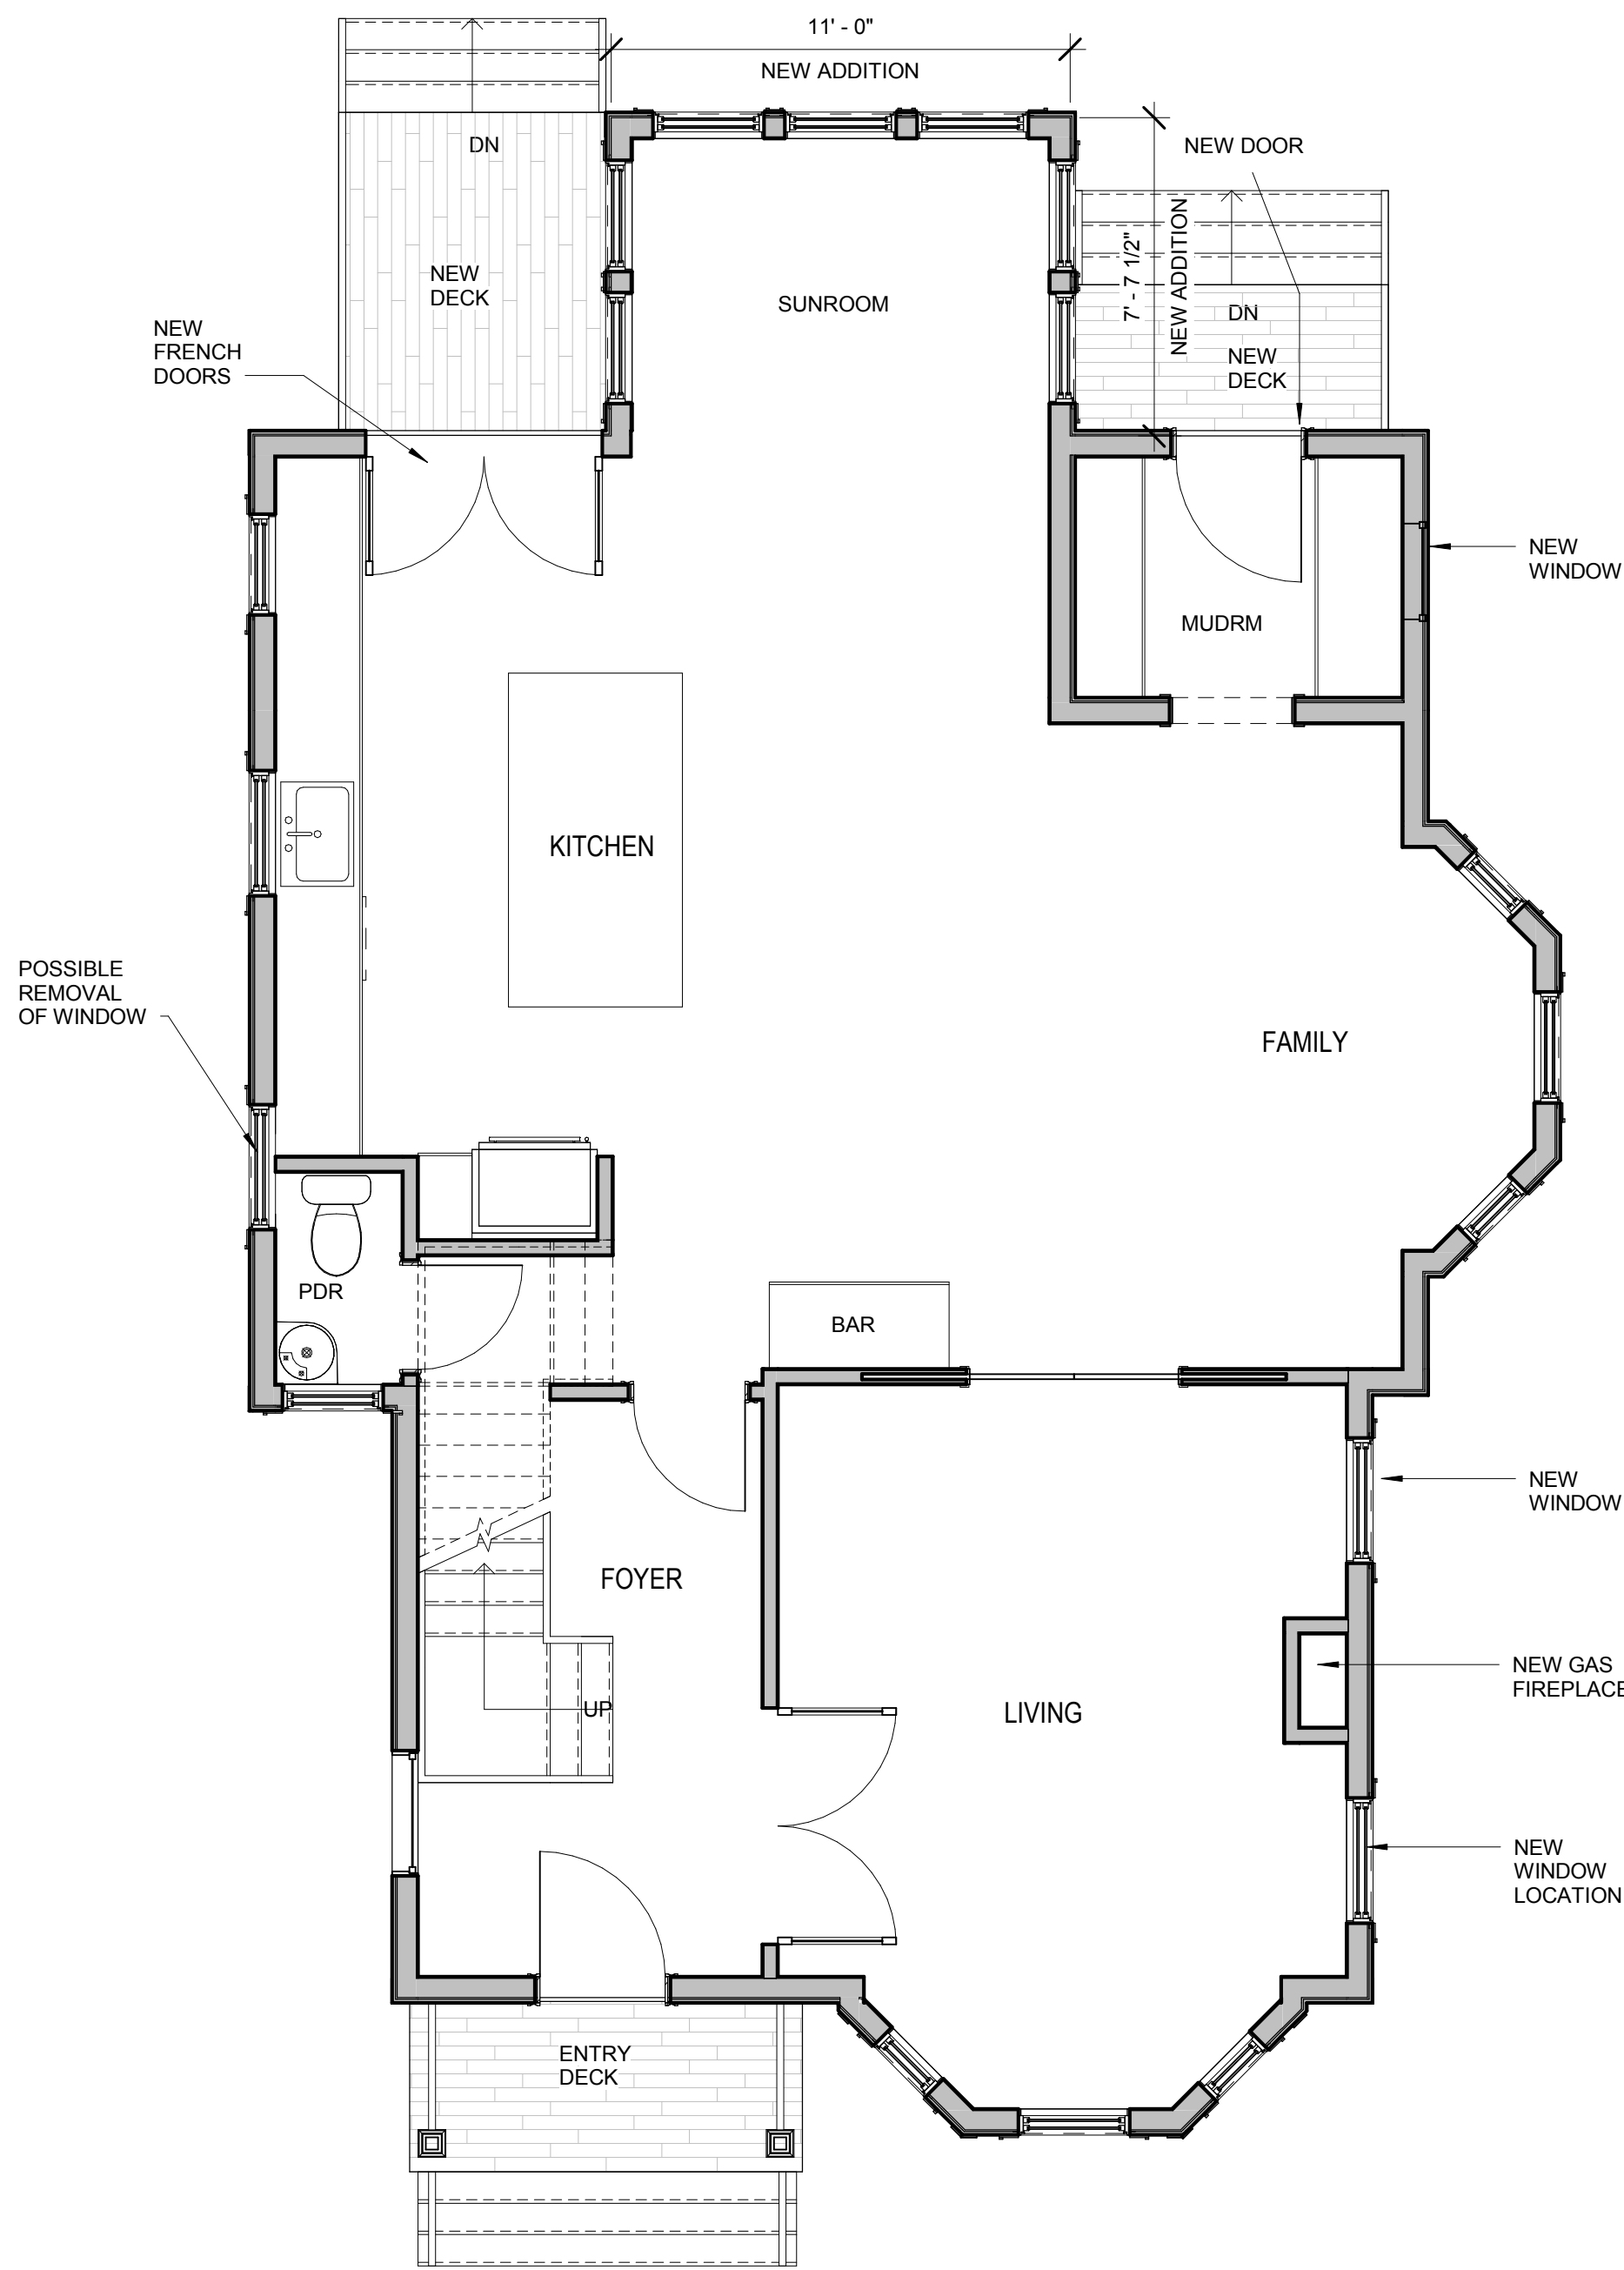 11' - 0"
NEW ADDITION
DN
NEW DOOR
NEW
DECK
SUNROOM
7' - 7 1/2"
NEW ADDITION
DN
NEW
DECK
NEW
FRENCH
DOORS
NEW
WINDOW
MUDRM
KITCHEN
POSSIBLE
REMOVAL
OF WINDOW
FAMILY
PDR
BAR
NEW
WINDOW
FOYER
NEW GAS
FIREPLACE
UP
LIVING
NEW
WINDOW
LOCATION
ENTRY
DECK